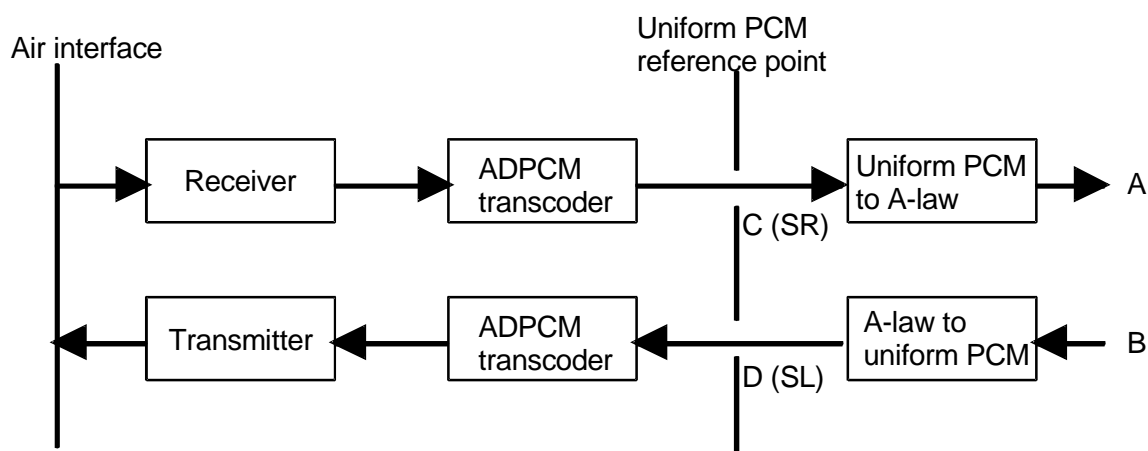 Air interface
Uniform PCM
reference point
Receiver
ADPCM
transcoder
Uniform PCM
to A-law
A
C (SR)
Transmitter
ADPCM
transcoder
A-law to
uniform PCM
B
D (SL)